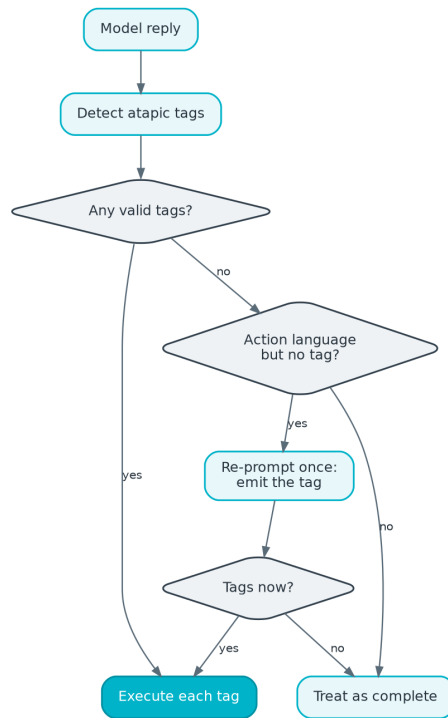 Model reply
Detect atapic tags
Any valid tags?
no
Action language
but no tag?
yes
Re-prompt once:
emit the tag
yes
no
Tags now?
yes
no
Execute each tag
Treat as complete